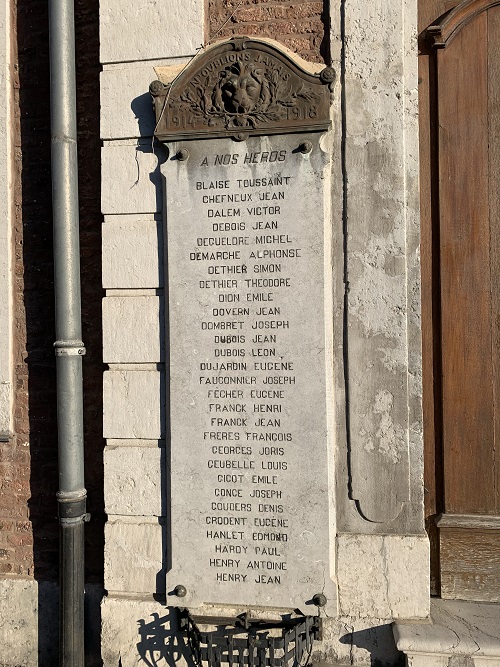 N'OUBLIONS JAMAIS
1914 1918
A NOS HEROS
BLAISE TOUSSAINT
CHEFNEUX JEAN
DALEM VICTOR
DEBOIS JEAN
DEGUELDRE MICHEL
DEMARCHE ALPHONSE
DETHIER SIMON
DETHIER THEODORE
DION EMILE
DOVERN JEAN
DOMBRET JOSEPH
DUBOIS JEAN
DUBOIS LEON
DUJARDIN EUGENE
FAUCONNIER JOSEPH
FECHER EUGENE
FRANCK HENRI
FRANCK JEAN
FRERES FRANÇOIS
GEORGES JORIS
GEUBELLE LOUIS
GIGOT EMILE
GONCE JOSEPH
GOUDERS DENIS
GRODENT EUGENE
HANLET EDMOND
HARDY PAUL
HENRY ANTOINE
HENRY JEAN